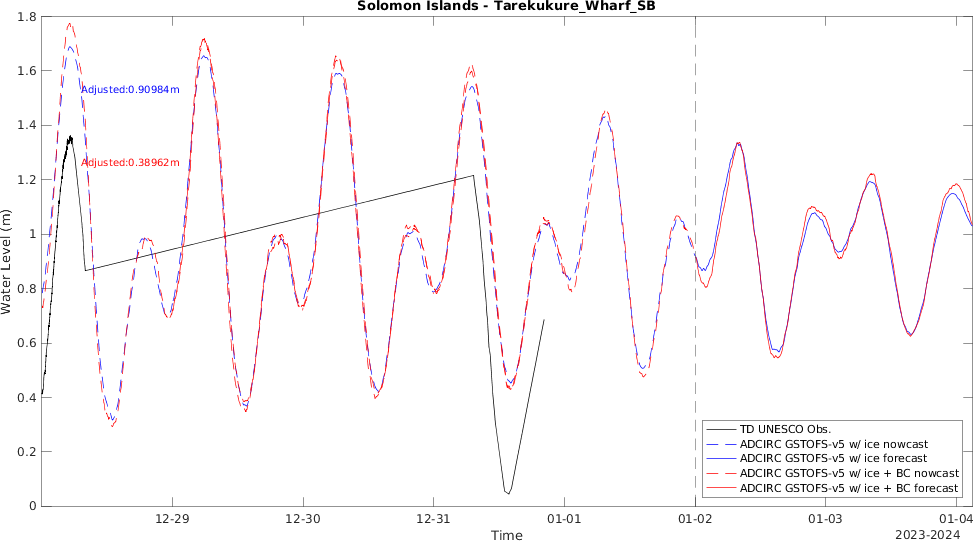 Solomon Islands - Tarekukure_Wharf_SB
1.8
1.6
1.4
1.2
1
0.8
0.6
0.4
0.2
0
Water Level (m)
Adjusted:0.90984m
Adjusted:0.38962m
TD UNESCO Obs.
ADCIRC GSTOFS-v5 w/ ice nowcast
ADCIRC GSTOFS-v5 w/ ice forecast
ADCIRC GSTOFS-v5 w/ ice + BC nowcast
ADCIRC GSTOFS-v5 w/ ice + BC forecast
12-29 12-30 12-31 01-01 01-02 01-03 01-04
Time
2023-2024